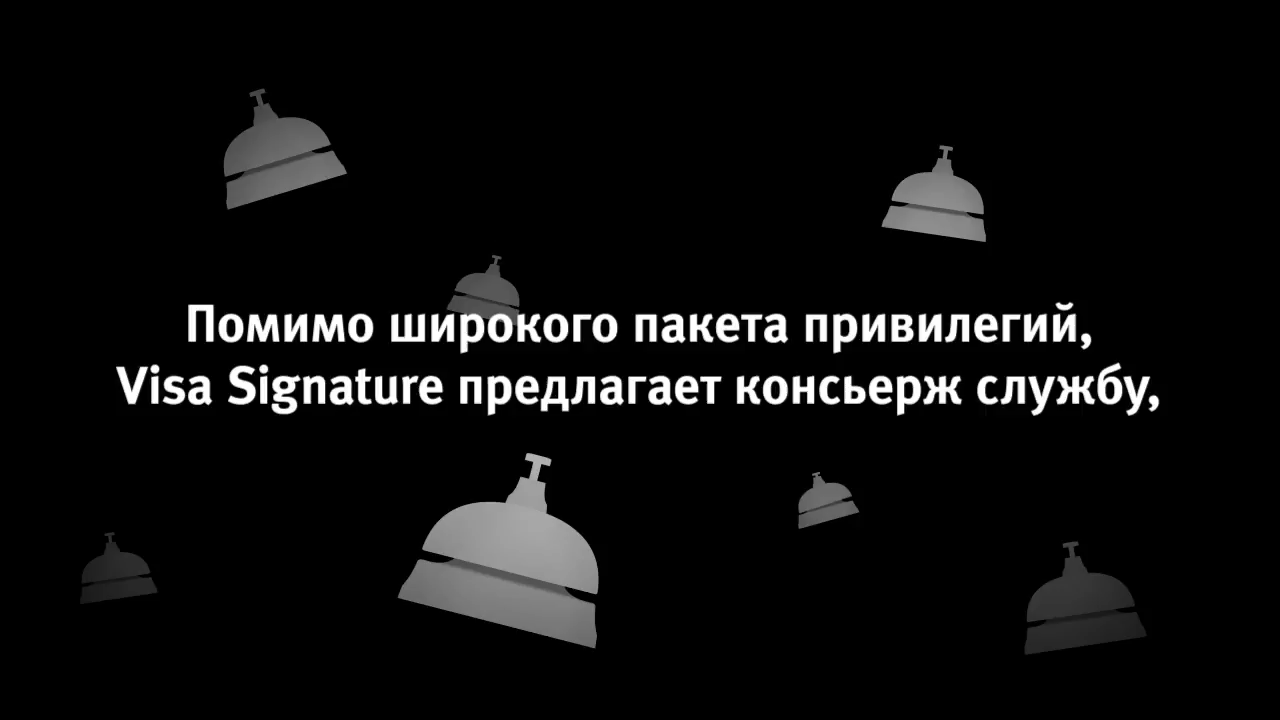 Помимо широкого пакета привилегий,
Visa Signature предлагает консьерж службу,